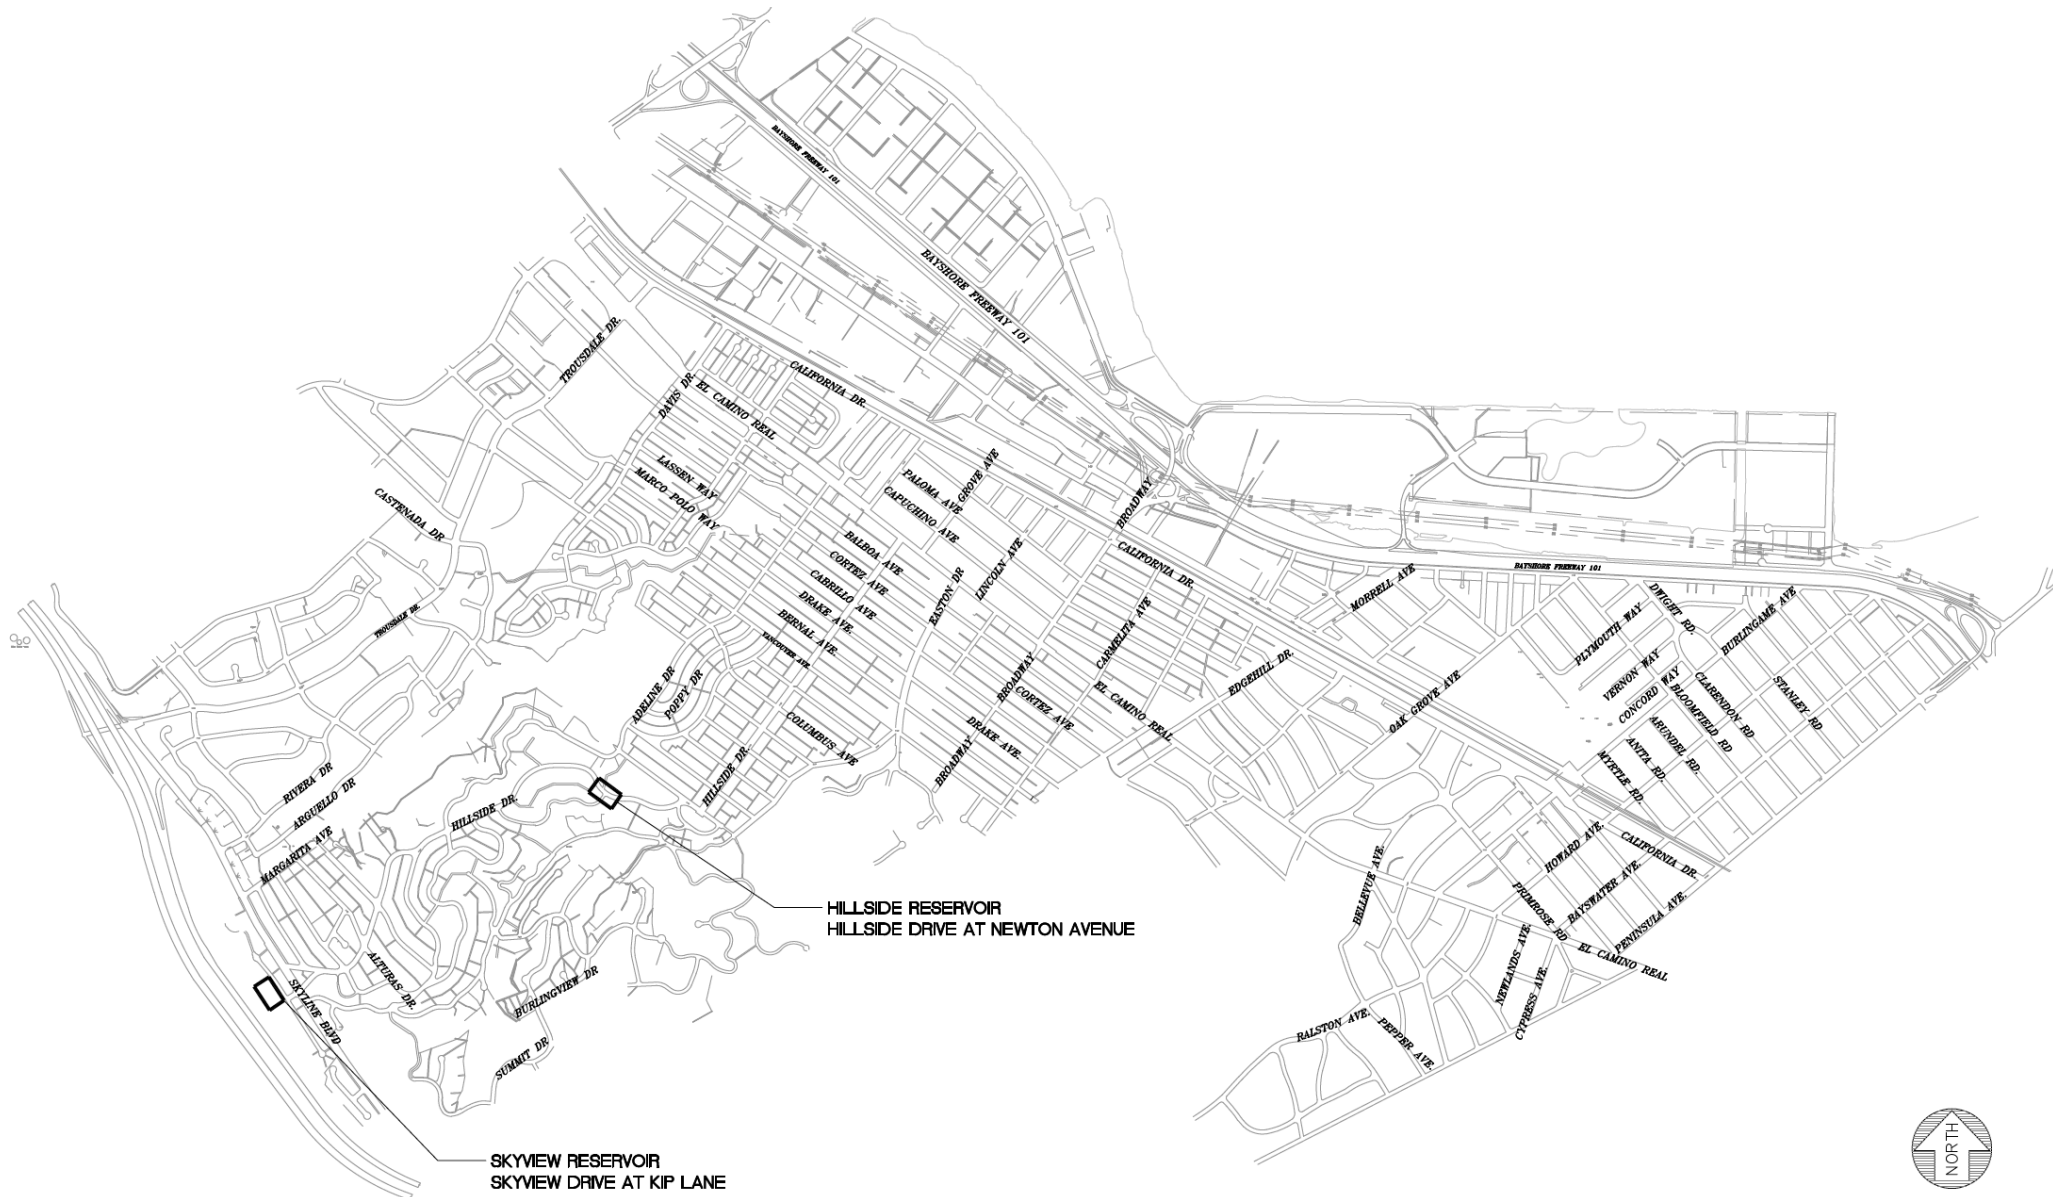 BAYSHORE FREEWAY 101
BAYSHORE FREEWAY 101
TROUSDALE DR.
DAVIS DR.
EL CAMINO REAL
CALIFORNIA DR.
LASSEN WAY
MARCO POLO WAY
PALOMA AVE
GROVE AVE
CAPUCHINO AVE
BROADWAY
CASTENADA DR
BALBOA AVE
CORTEZ AVE
CABRILLO AVE
DRAKE AVE.
BERNAL AVE.
VANCOUVER AVE
EASTON DR
LINCOLN AVE
CALIFORNIA DR.
BAYSHORE FREEWAY 101
MORRELL AVE
TROUSDALE DR.
CARMELITA AVE
PLYMOUTH WAY
DWIGHT RD.
BURLINGAME AVE
ADELINE DR
POPPY DR
BROADWAY
EDGEHILL DR.
VERNON WAY
CONCORD WAY
CLARENDON RD
BLOOMFIELD RD
STANLEY RD
OAK GROVE AVE
EL CAMINO REAL
CORTEZ AVE
DRAKE AVE.
COLUMBUS AVE
ARUNDEL RD.
ANITA RD.
MYRTLE RD.
RIVERA DR
ARGUELLO DR
HILLSIDE DR.
HILLSIDE DR.
BROADWAY
MARGARITA AVE
HOWARD AVE.
CALIFORNIA DR.
BELLEVUE AVE.
PRIMROSE RD
BAYSWATER AVE.
PENINSULA AVE.
HILLSIDE RESERVOIR
HILLSIDE DRIVE AT NEWTON AVENUE
EL CAMINO REAL
NEWLANDS AVE.
CYPRESS AVE.
ALTURAS DR.
SKYLINE BLVD
BURLINGVIEW DR
SUMMIT DR
RALSTON AVE.
PEPPER AVE.
SKYVIEW RESERVOIR
SKYVIEW DRIVE AT KIP LANE
NORTH